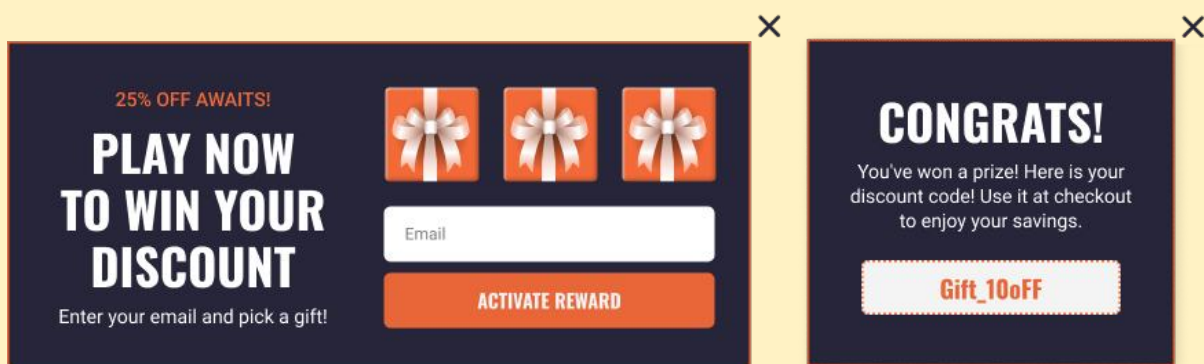 25% OFF AWAITS!
PLAY NOW
TO WIN YOUR
DISCOUNT
Enter your email and pick a gift!
Email
ACTIVATE REWARD
CONGRATS!
You've won a prize! Here is your
discount code! Use it at checkout
to enjoy your savings.
Gift_10oFF